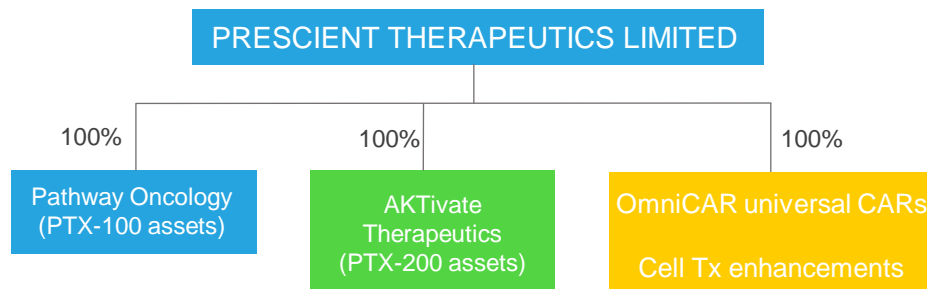 PRESCIENT THERAPEUTICS LIMITED
100%
100%
100%
Pathway Oncology
(PTX-100 assets)
AKTivate
Therapeutics
(PTX-200 assets)
OmniCAR universal CARs
Cell Tx enhancements